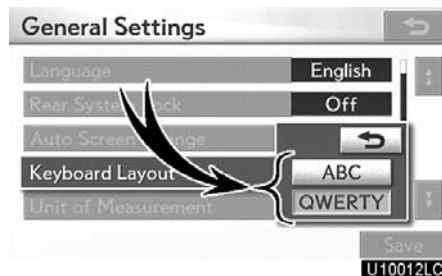 General Settings
Language English
Rear System Lock Off
Auto Screen Change
Keyboard Layout ABC
Unit of Measurement QWERTY
Save
U10012LC